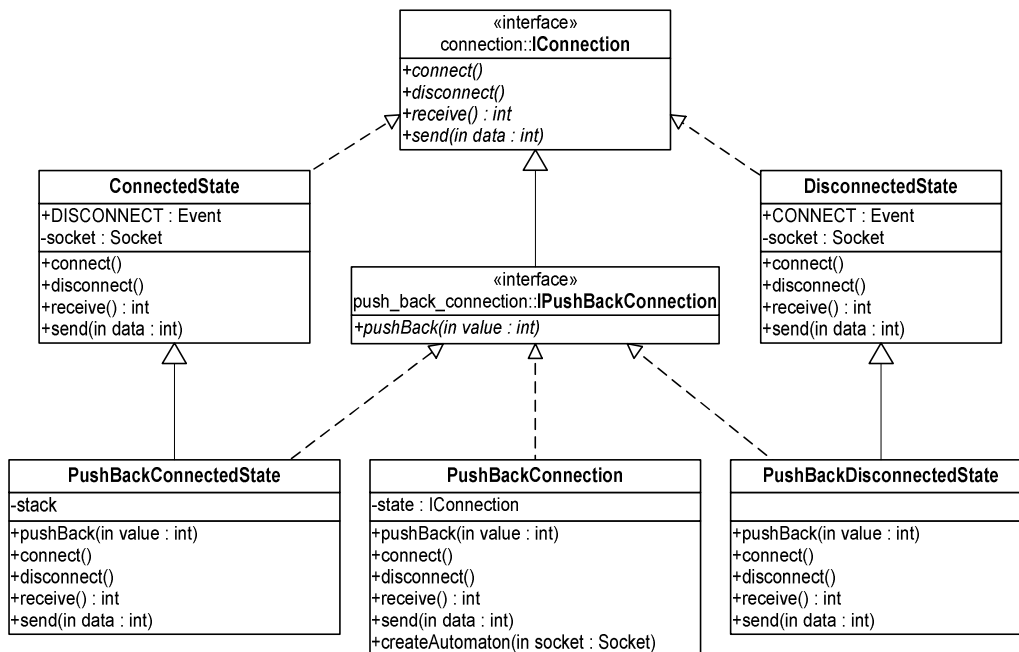 «interface»
connection::IConnection
+connect()
+disconnect()
+receive() : int
+send(in data : int)
ConnectedState
+DISCONNECT : Event
-socket : Socket
+connect()
+disconnect()
+receive() : int
+send(in data : int)
DisconnectedState
+CONNECT : Event
-socket : Socket
+connect()
+disconnect()
+receive() : int
+send(in data : int)
«interface»
push_back_connection::IPushBackConnection
+pushBack(in value : int)
PushBackConnectedState
-stack
+pushBack(in value : int)
+connect()
+disconnect()
+receive() : int
+send(in data : int)
PushBackConnection
-state : IConnection
+pushBack(in value : int)
+connect()
+disconnect()
+receive() : int
+send(in data : int)
+createAutomaton(in socket : Socket)
PushBackDisconnectedState
+pushBack(in value : int)
+connect()
+disconnect()
+receive() : int
+send(in data : int)